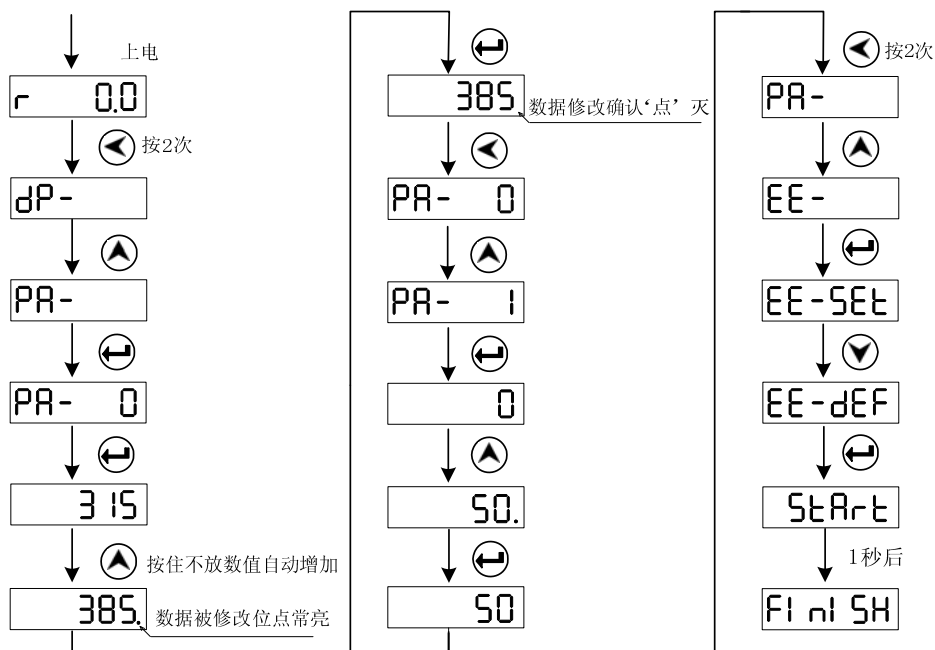 上电
r 0.0
按2次
dP-
PA-
PA- 0
315
按住不放数值自动增加
385.
数据被修改位点常亮
385
数据修改确认‘点’灭
PA- 0
PA- 1
0
50.
50
按2次
PA-
EE-
EE-SEt
EE-dEF
StArt
1秒后
FInISH